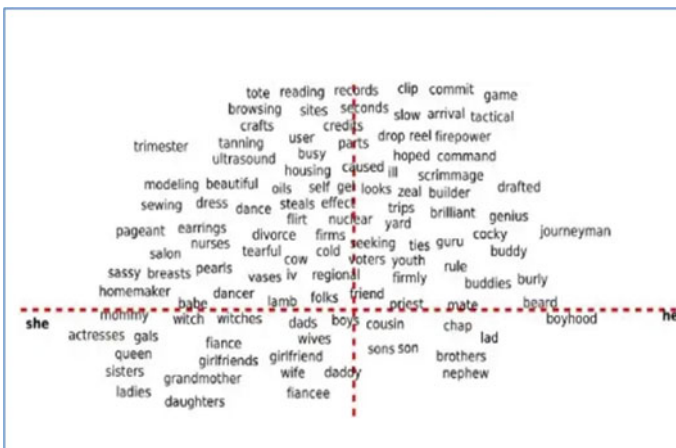 tote reading records clip commit game
browsing sites seconds slow arrival tactical
crafts credits drop reel firepower
trimester tanning user parts
ultrasound busy hoped command
housing caused ill scrimmage
modeling beautiful oils self gel looks zeal builder drafted
sewing dress dance steals effect trips brilliant genius
flirt nuclear yard
pageant earrings divorce firms cocky journeyman
nurses seeking ties guru buddy
salon tearful cow cold voters youth
sassy breasts pearls vases iv regional firmly rule buddies burly
homemaker dancer lamb folks friend
babe priest mate beard
mommy witch witches dads boys cousin chap boyhood he
she
actresses gals fiance wives lad
queen girlfriends girlfriend sons son brothers
sisters grandmother wife daddy nephew
ladies daughters fiancee